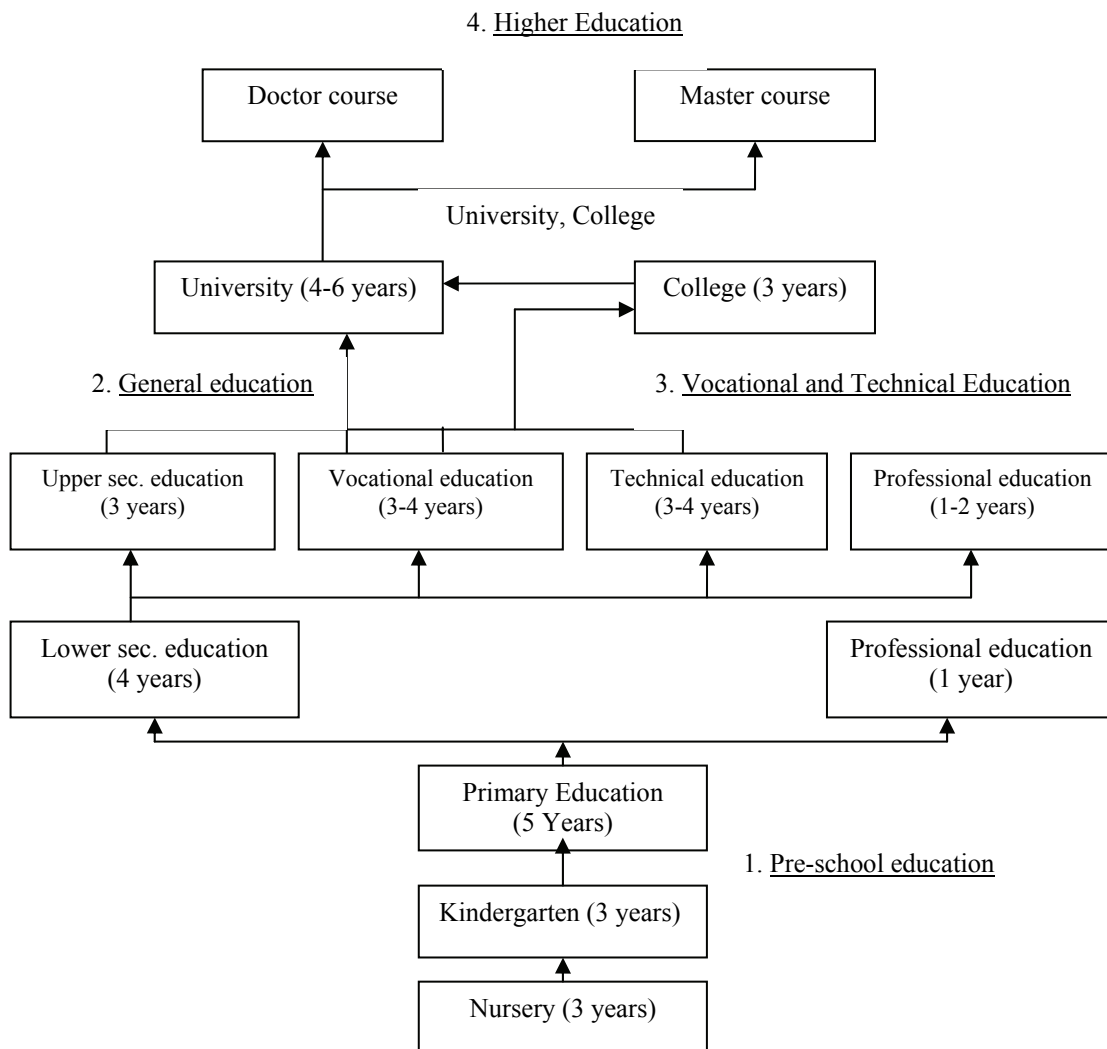 4. Higher Education
Doctor course
Master course
University, College
University (4-6 years)
College (3 years)
2. General education
3. Vocational and Technical Education
Upper sec. education
(3 years)
Vocational education
(3-4 years)
Technical education
(3-4 years)
Professional education
(1-2 years)
Lower sec. education
(4 years)
Professional education
(1 year)
Primary Education
(5 Years)
1. Pre-school education
Kindergarten (3 years)
Nursery (3 years)